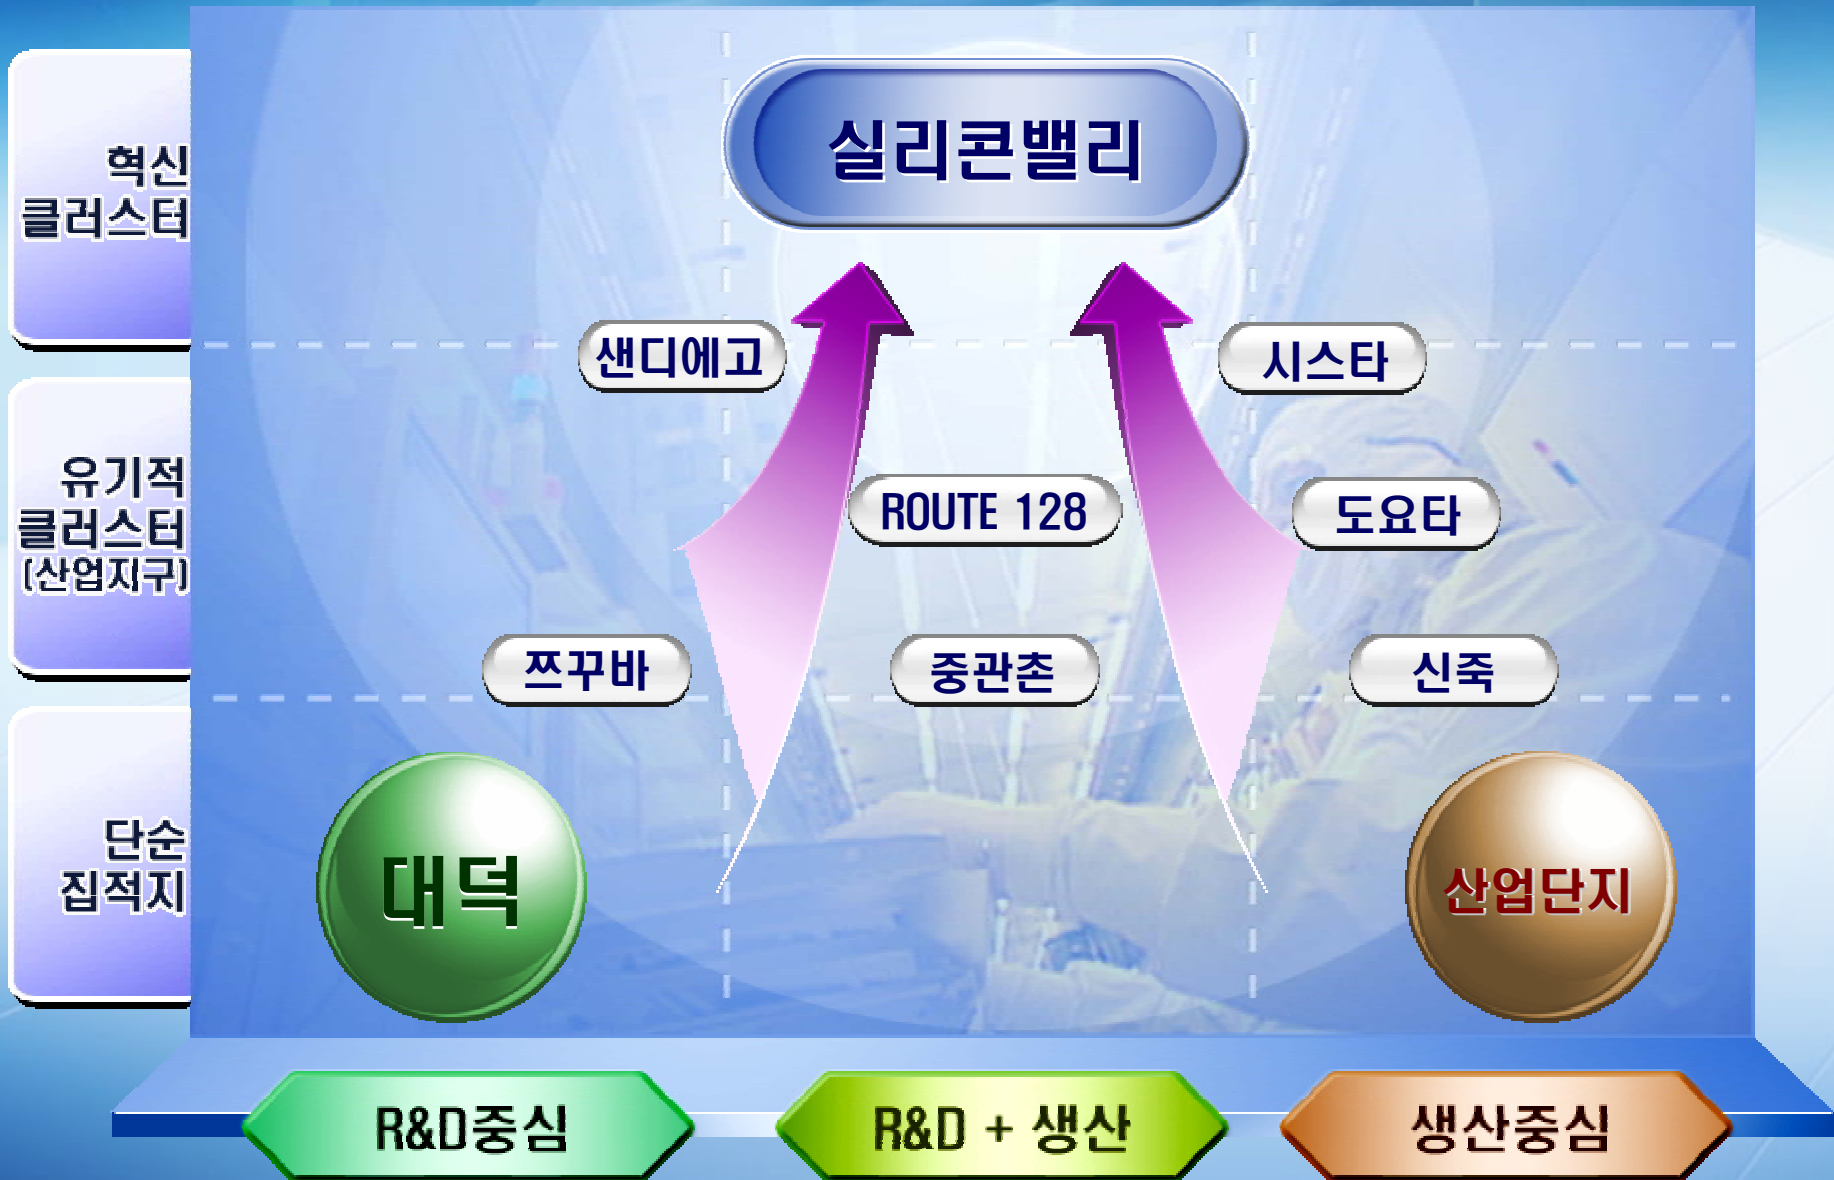 실리콘밸리
혁신
클러스터
샌디에고
시스타
유기적
클러스터
(산업지구)
ROUTE 128
도요타
쯔꾸바
중관촌
신죽
단순
집적지
대덕
산업단지
R&D중심
R&D + 생산
생산중심